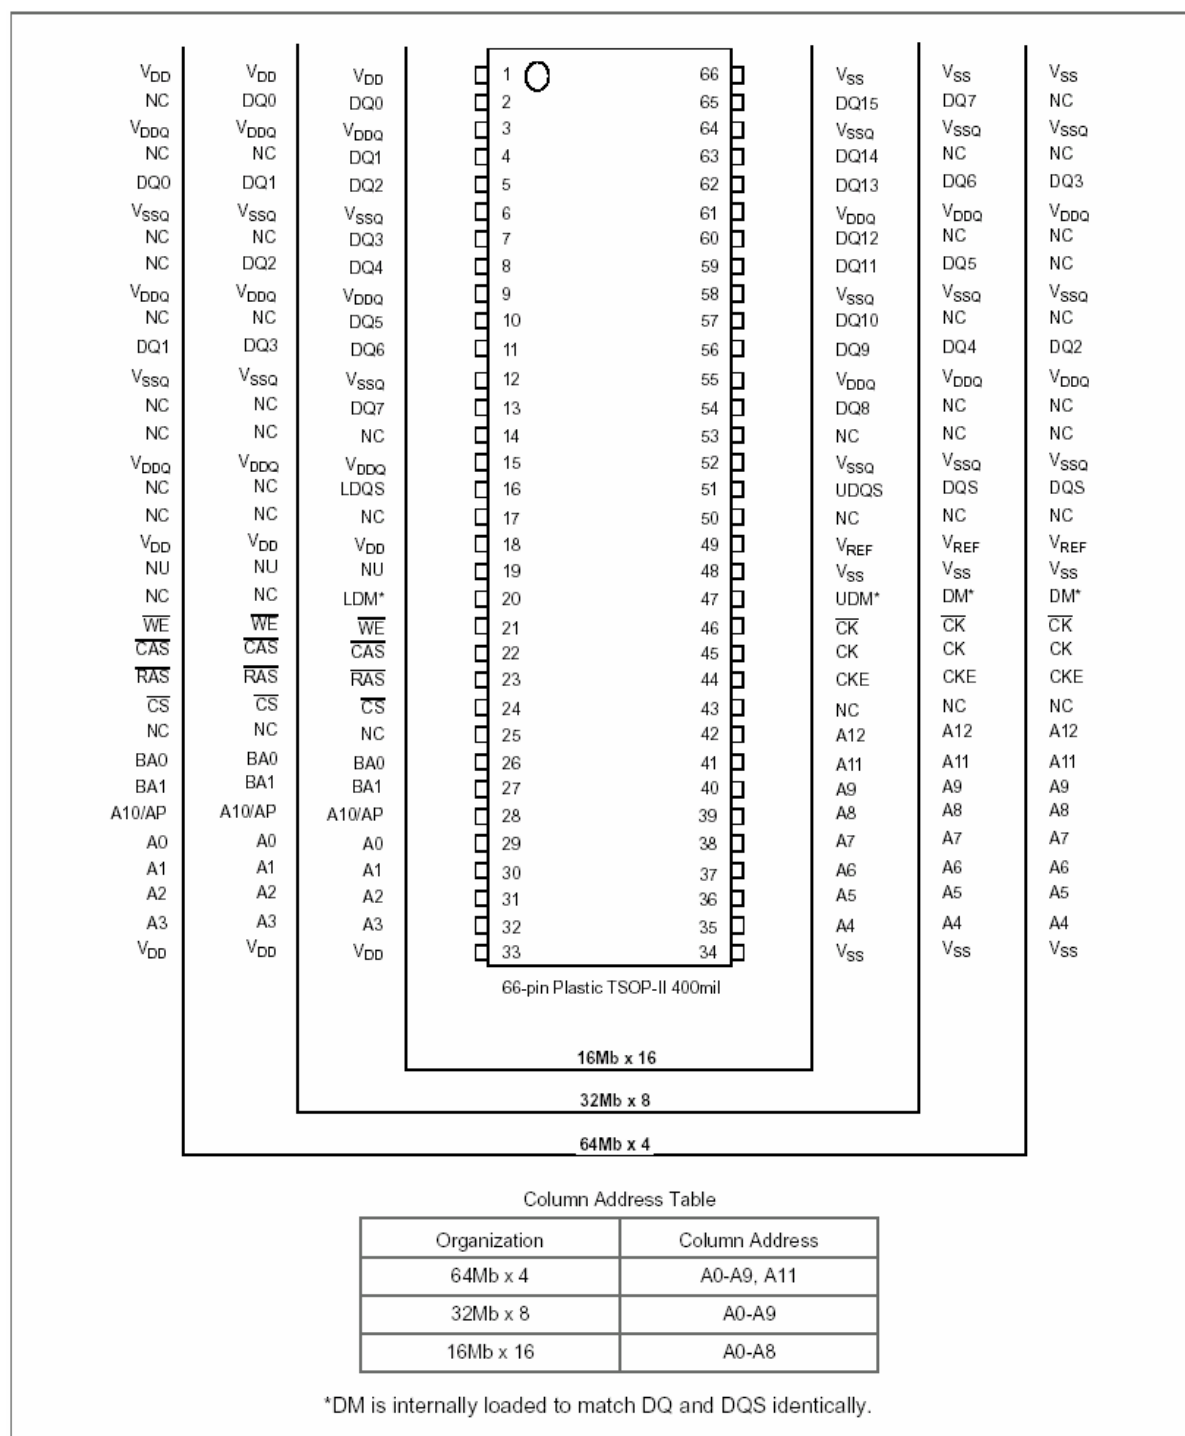 VDD VDD VDD 1 66 VSS VSS VSS
NC DQ0 DQ0 2 65 DQ15 DQ7 NC
VDDQ VDDQ VDDQ 3 64 VSSQ VSSQ VSSQ
NC NC DQ1 4 63 DQ14 NC NC
DQ0 DQ1 DQ2 5 62 DQ13 DQ6 DQ3
VSSQ VSSQ VSSQ 6 61 VDDQ VDDQ VDDQ
NC NC DQ3 7 60 DQ12 NC NC
NC DQ2 DQ4 8 59 DQ11 DQ5 NC
VDDQ VDDQ VDDQ 9 58 VSSQ VSSQ VSSQ
NC NC DQ5 10 57 DQ10 NC NC
DQ1 DQ3 DQ6 11 56 DQ9 DQ4 DQ2
VSSQ VSSQ VSSQ 12 55 VDDQ VDDQ VDDQ
NC NC DQ7 13 54 DQ8 NC NC
NC NC NC 14 53 NC NC NC
VDDQ VDDQ VDDQ 15 52 VSSQ VSSQ VSSQ
NC NC LDQS 16 51 UDQS DQS DQS
NC NC NC 17 50 NC NC NC
VDD VDD VDD 18 49 VREF VREF VREF
NU NU NU 19 48 VSS VSS VSS
NC NC LDM* 20 47 UDM* DM* DM*
W̅E̅ W̅E̅ W̅E̅ 21 46 C̅K̅ C̅K̅ C̅K̅
C̅A̅S̅ C̅A̅S̅ C̅A̅S̅ 22 45 CK CK CK
R̅A̅S̅ R̅A̅S̅ R̅A̅S̅ 23 44 CKE CKE CKE
C̅S̅ C̅S̅ C̅S̅ 24 43 NC NC NC
NC NC NC 25 42 A12 A12 A12
BA0 BA0 BA0 26 41 A11 A11 A11
BA1 BA1 BA1 27 40 A9 A9 A9
A10/AP A10/AP A10/AP 28 39 A8 A8 A8
A0 A0 A0 29 38 A7 A7 A7
A1 A1 A1 30 37 A6 A6 A6
A2 A2 A2 31 36 A5 A5 A5
A3 A3 A3 32 35 A4 A4 A4
VDD VDD VDD 33 34 VSS VSS VSS
66-pin Plastic TSOP-II 400mil
16Mb x 16
32Mb x 8
64Mb x 4
Column Address Table
Organization Column Address
64Mb x 4 A0-A9, A11
32Mb x 8 A0-A9
16Mb x 16 A0-A8
*DM is internally loaded to match DQ and DQS identically.